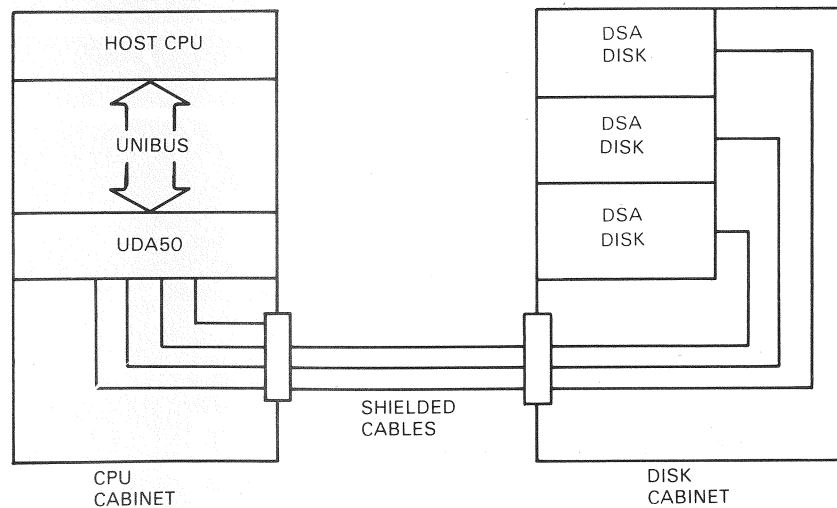 HOST CPU
UNIBUS
UDA50
DSA
DISK
DSA
DISK
DSA
DISK
SHIELDED
CABLES
CPU
CABINET
DISK
CABINET